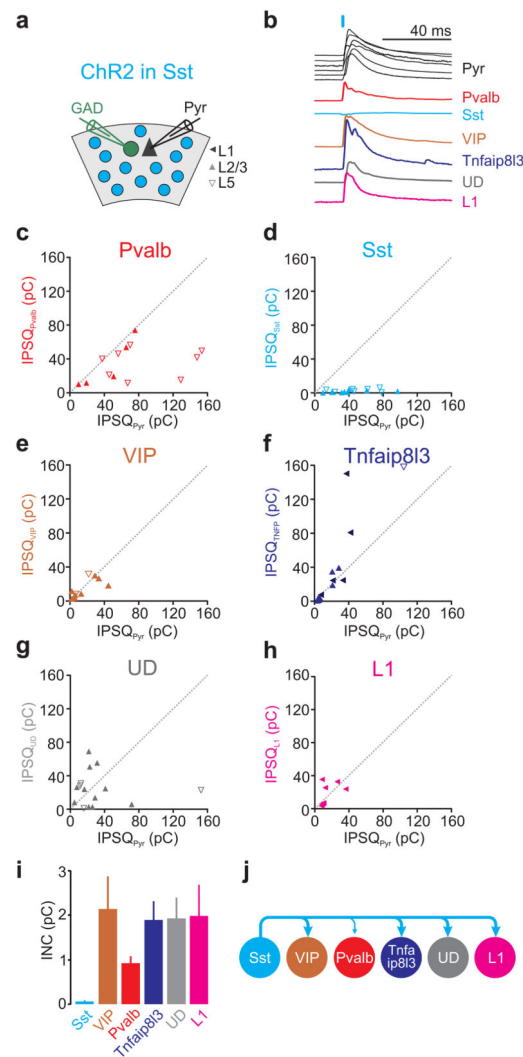 a
ChR2 in Sst
GAD
Pyr
L1
L2/3
L5
b
40 ms
Pyr
Pvalb
Sst
VIP
Tnfaip8l3
UD
L1
c
Pvalb
160
120
80
40
0
0 40 80 120 160
IPSQPvalb (pC)
IPSQPyr (pC)
d
Sst
160
120
80
40
0
0 40 80 120 160
IPSQSst (pC)
IPSQPyr (pC)
e
VIP
160
120
80
40
0
0 40 80 120 160
IPSQVIP (pC)
IPSQPyr (pC)
f
Tnfaip8l3
160
120
80
40
0
0 40 80 120 160
IPSQTNFP (pC)
IPSQPyr (pC)
g
UD
160
120
80
40
0
0 40 80 120 160
IPSQUD (pC)
IPSQPyr (pC)
h
L1
160
120
80
40
0
0 40 80 120 160
IPSQL1 (pC)
IPSQPyr (pC)
i
3
2
1
0
INC (pC)
Sst
VIP
Pvalb
Tnfaip8l3
UD
L1
j
Sst
VIP
Pvalb
Tnfa
ip8l3
UD
L1